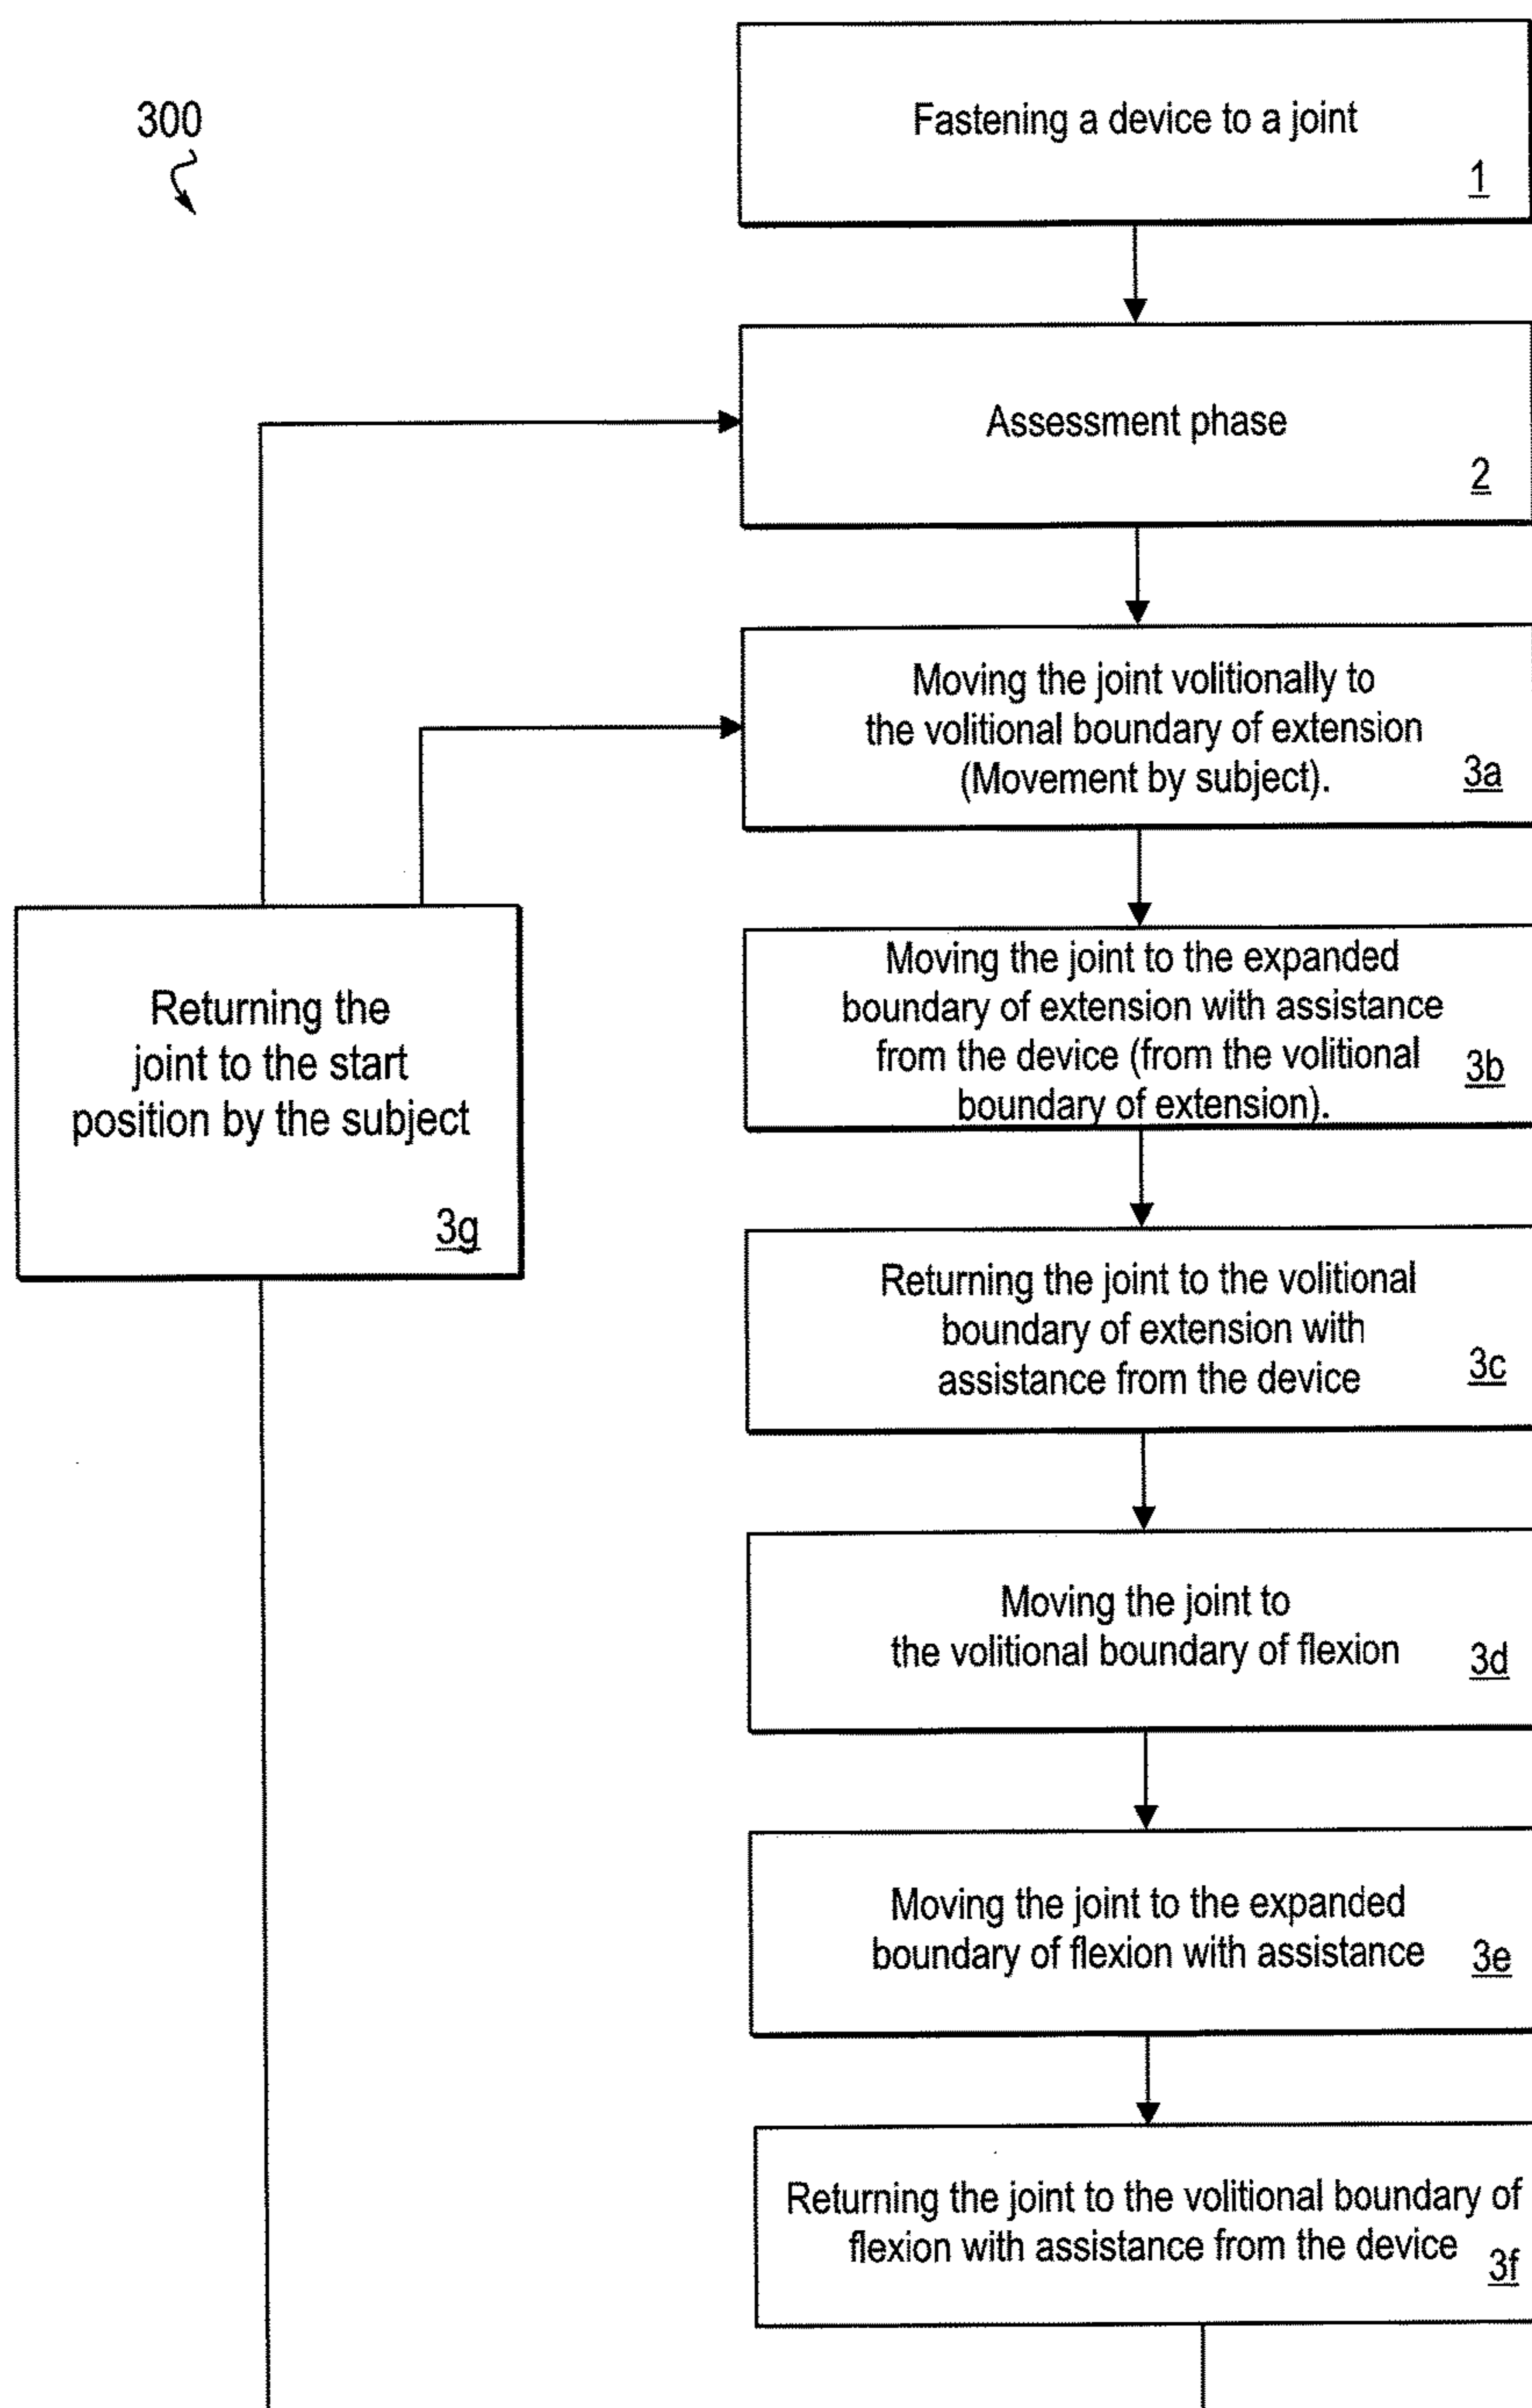 300
Fastening a device to a joint
1
Assessment phase
2
Moving the joint volitionally to
the volitional boundary of extension
(Movement by subject).
3a
Moving the joint to the expanded
boundary of extension with assistance
from the device (from the volitional
boundary of extension).
3b
Returning the joint to the volitional
boundary of extension with
assistance from the device
3c
Moving the joint to
the volitional boundary of flexion
3d
Moving the joint to the expanded
boundary of flexion with assistance
3e
Returning the joint to the volitional boundary of
flexion with assistance from the device
3f
Returning the
joint to the start
position by the subject
3g